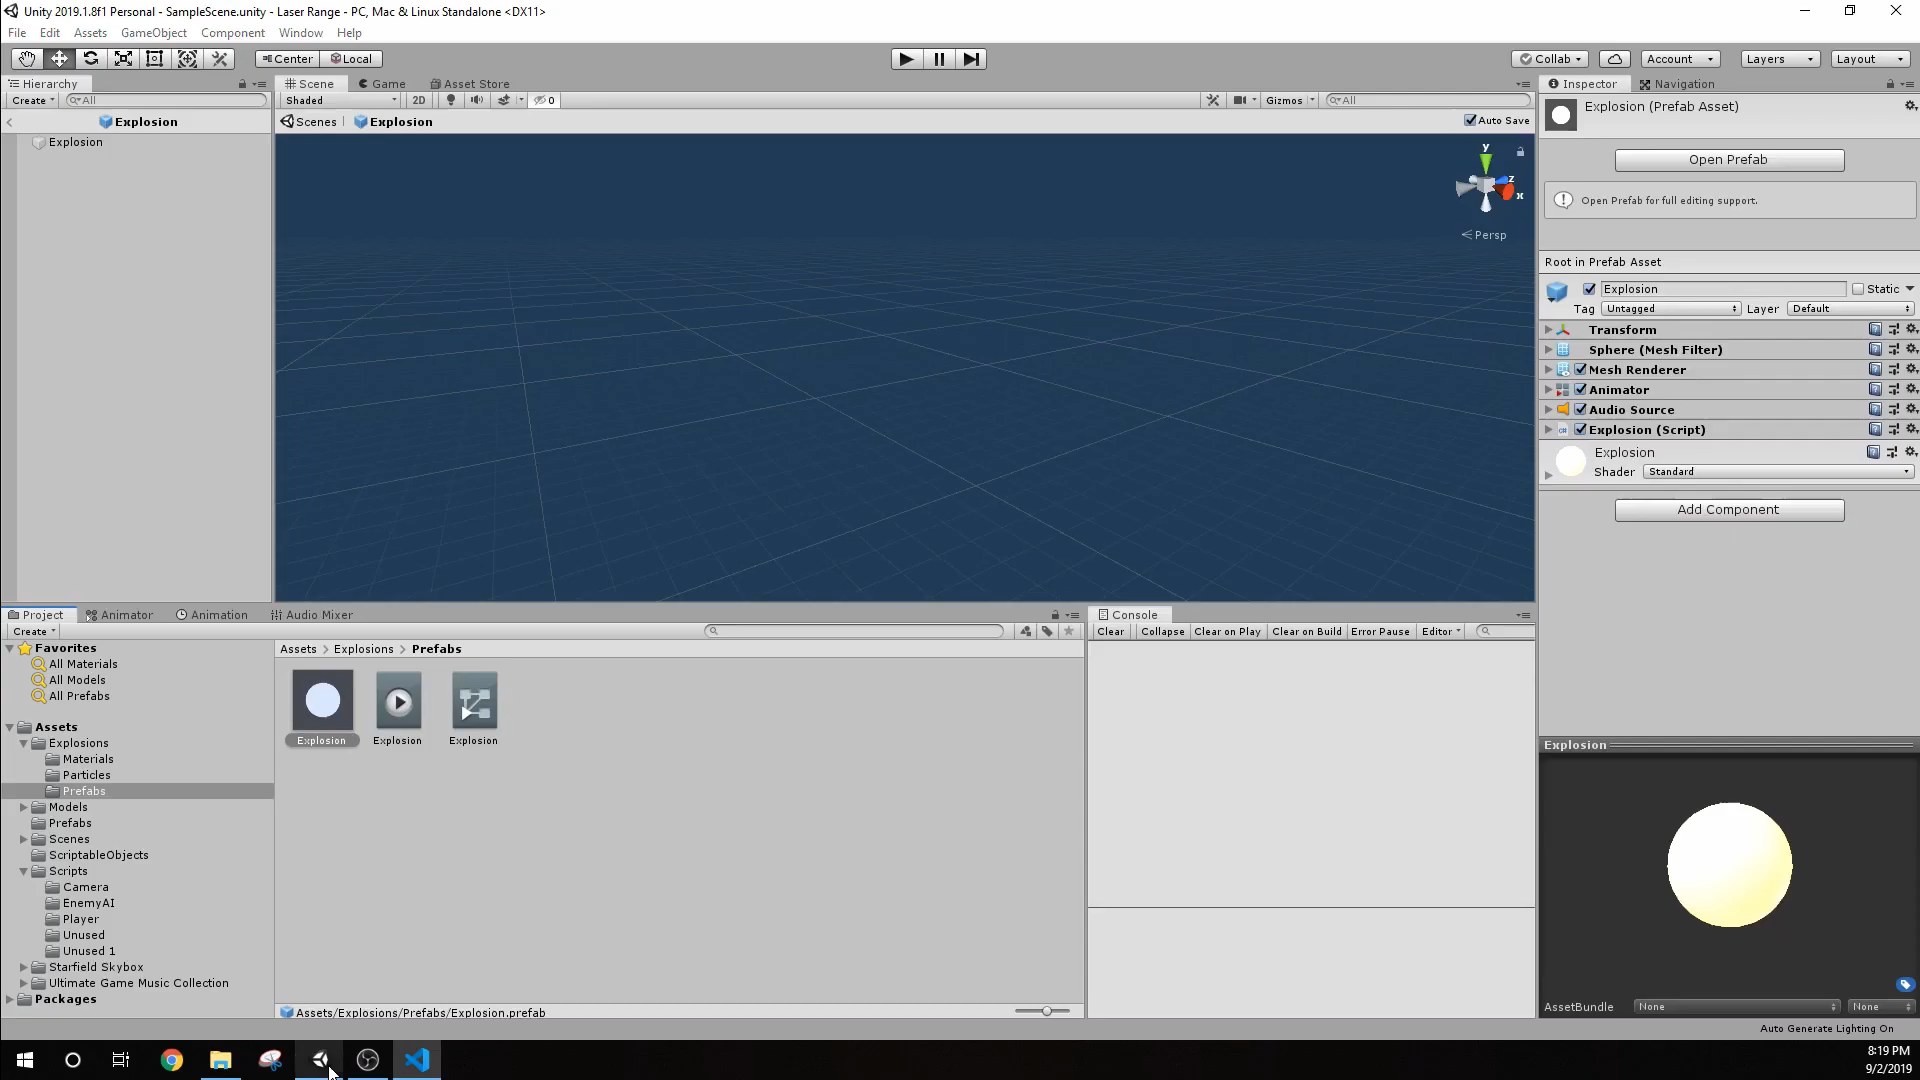 Unity 2019.1.8f1 Personal - SampleScene.unity - Laser Range - PC, Mac & Linux Standalone <DX11>
File Edit Assets GameObject Component Window Help
Center Local Collab Account Layers Layout
Hierarchy Scene Game Asset Store Inspector Navigation
Create All Shaded 2D 0 Gizmos All
Explosion Scenes Explosion Auto Save
Explosion
y
z
x
Persp
Explosion (Prefab Asset)
Open Prefab
Open Prefab for full editing support.
Root in Prefab Asset
Explosion Static
Tag Untagged Layer Default
Transform
Sphere (Mesh Filter)
Mesh Renderer
Animator
Audio Source
Explosion (Script)
Explosion
Shader Standard
Add Component
Project Animator Animation Audio Mixer Console
Create Clear Collapse Clear on Play Clear on Build Error Pause Editor
Favorites
All Materials
All Models
All Prefabs
Assets
Explosions
Materials
Particles
Prefabs
Models
Prefabs
Scenes
ScriptableObjects
Scripts
Camera
EnemyAI
Player
Unused
Unused 1
Starfield Skybox
Ultimate Game Music Collection
Packages
Assets > Explosions > Prefabs
Explosion Explosion Explosion
Assets/Explosions/Prefabs/Explosion.prefab
Explosion
AssetBundle None None
Auto Generate Lighting On
8:19 PM
9/2/2019